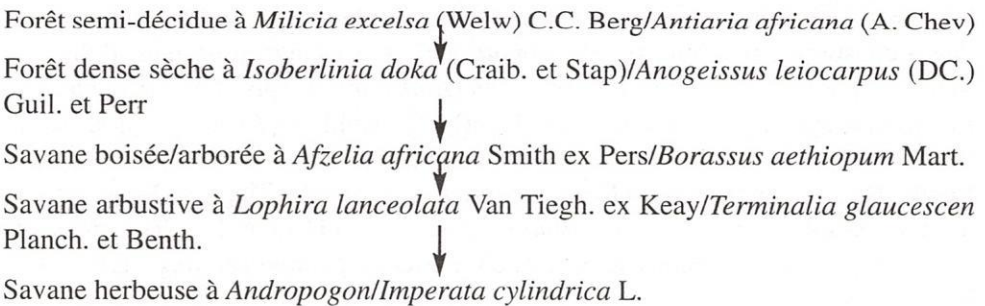 Forêt semi-décidue à Milicia excelsa (Welw) C.C. Berg/Antiaria africana (A. Chev)
Forêt dense sèche à Isoberlinia doka (Craib. et Stap)/Anogeissus leiocarpus (DC.)
Guil. et Perr
Savane boisée/arborée à Afzelia africana Smith ex Pers/Borassus aethiopum Mart.
Savane arbustive à Lophira lanceolata Van Tiegh. ex Keay/Terminalia glaucescen
Planch. et Benth.
Savane herbeuse à Andropogon/Imperata cylindrica L.